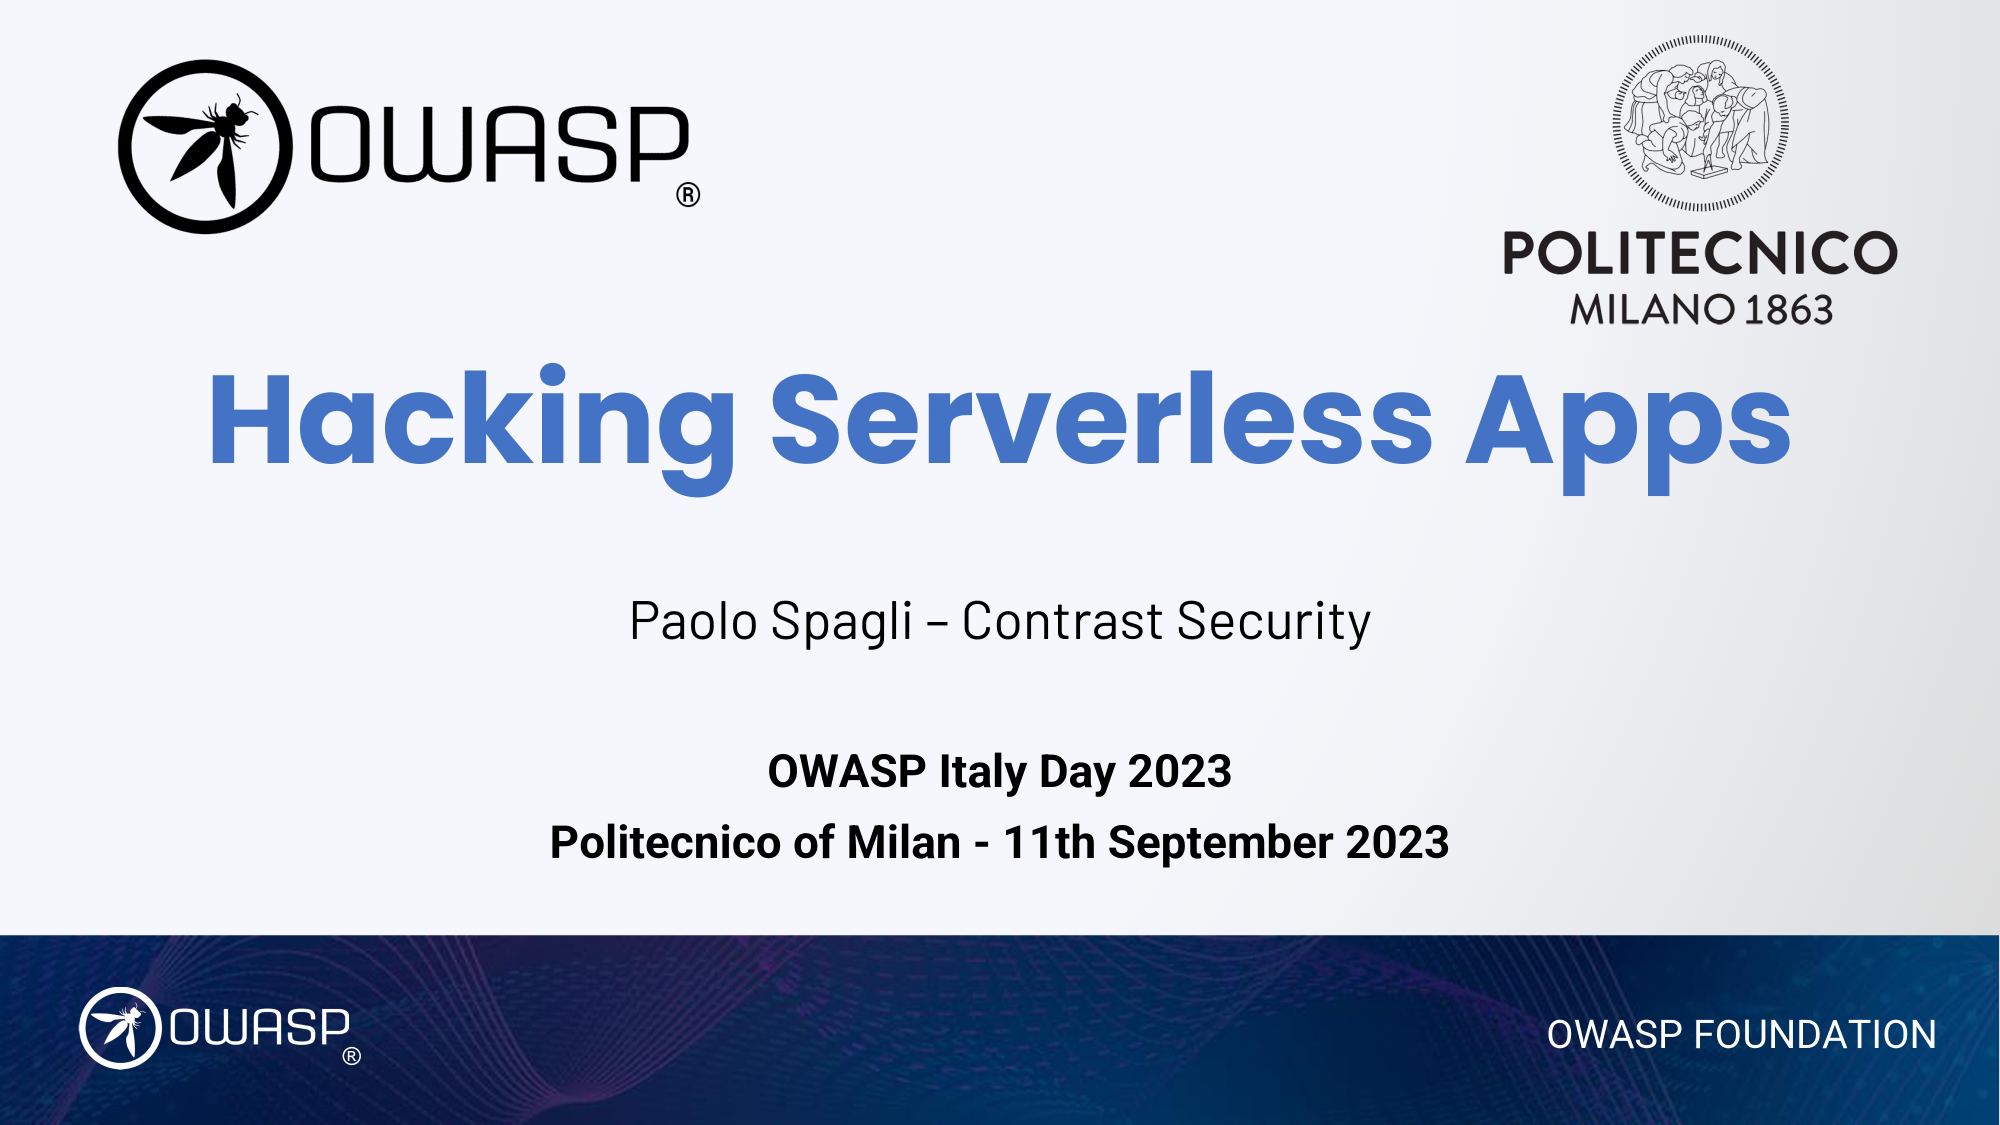 OWASP®
POLITECNICO
MILANO 1863
Hacking Serverless Apps
Paolo Spagli – Contrast Security
OWASP Italy Day 2023
Politecnico of Milan - 11th September 2023
OWASP®
OWASP FOUNDATION